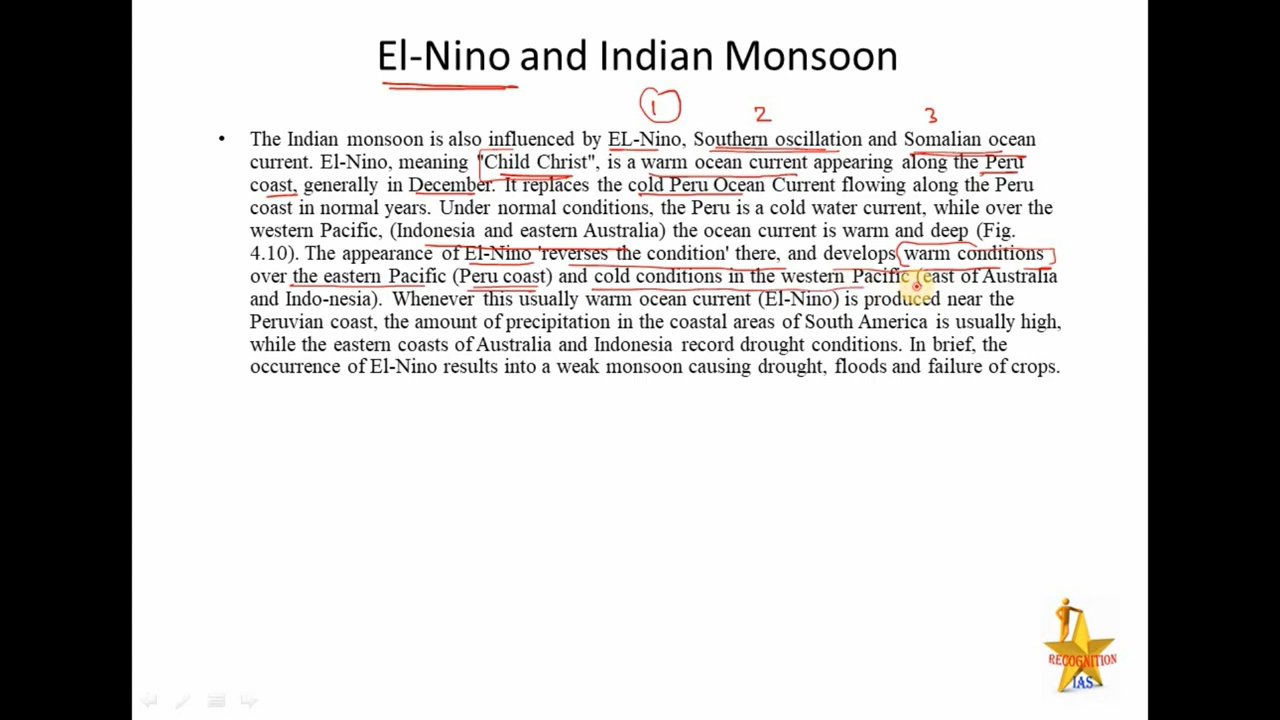 El-Nino and Indian Monsoon
1 2 3
• The Indian monsoon is also influenced by EL-Nino, Southern oscillation and Somalian ocean
current. El-Nino, meaning "Child Christ", is a warm ocean current appearing along the Peru
coast, generally in December. It replaces the cold Peru Ocean Current flowing along the Peru
coast in normal years. Under normal conditions, the Peru is a cold water current, while over the
western Pacific, (Indonesia and eastern Australia) the ocean current is warm and deep (Fig.
4.10). The appearance of El-Nino 'reverses the condition' there, and develops warm conditions
over the eastern Pacific (Peru coast) and cold conditions in the western Pacific (east of Australia
and Indo-nesia). Whenever this usually warm ocean current (El-Nino) is produced near the
Peruvian coast, the amount of precipitation in the coastal areas of South America is usually high,
while the eastern coasts of Australia and Indonesia record drought conditions. In brief, the
occurrence of El-Nino results into a weak monsoon causing drought, floods and failure of crops.
RECOGNITION
IAS